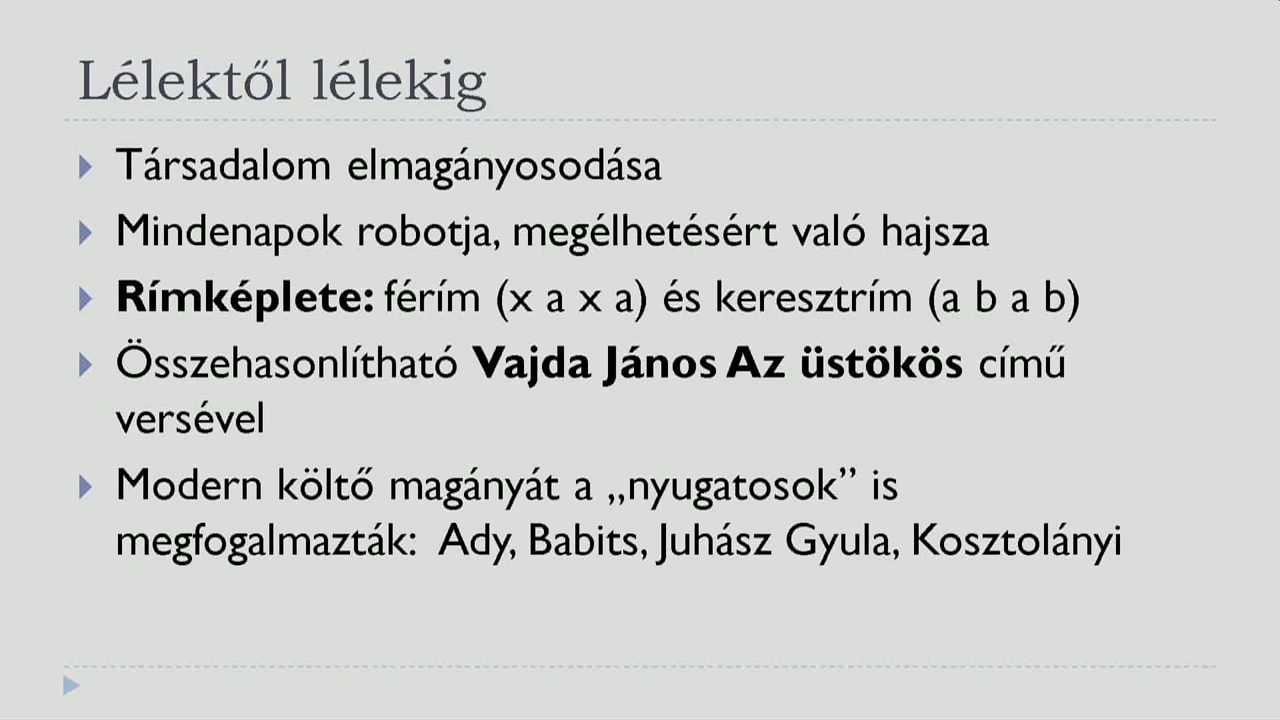 Lélektől lélekig
Társadalom elmagányosodása
Mindenapok robotja, megélhetésért való hajsza
Rímképlete: férím (x a x a) és keresztrím (a b a b)
Összehasonlítható Vajda János Az üstökös című
versével
Modern költő magányát a „nyugatosok” is
megfogalmazták: Ady, Babits, Juhász Gyula, Kosztolányi